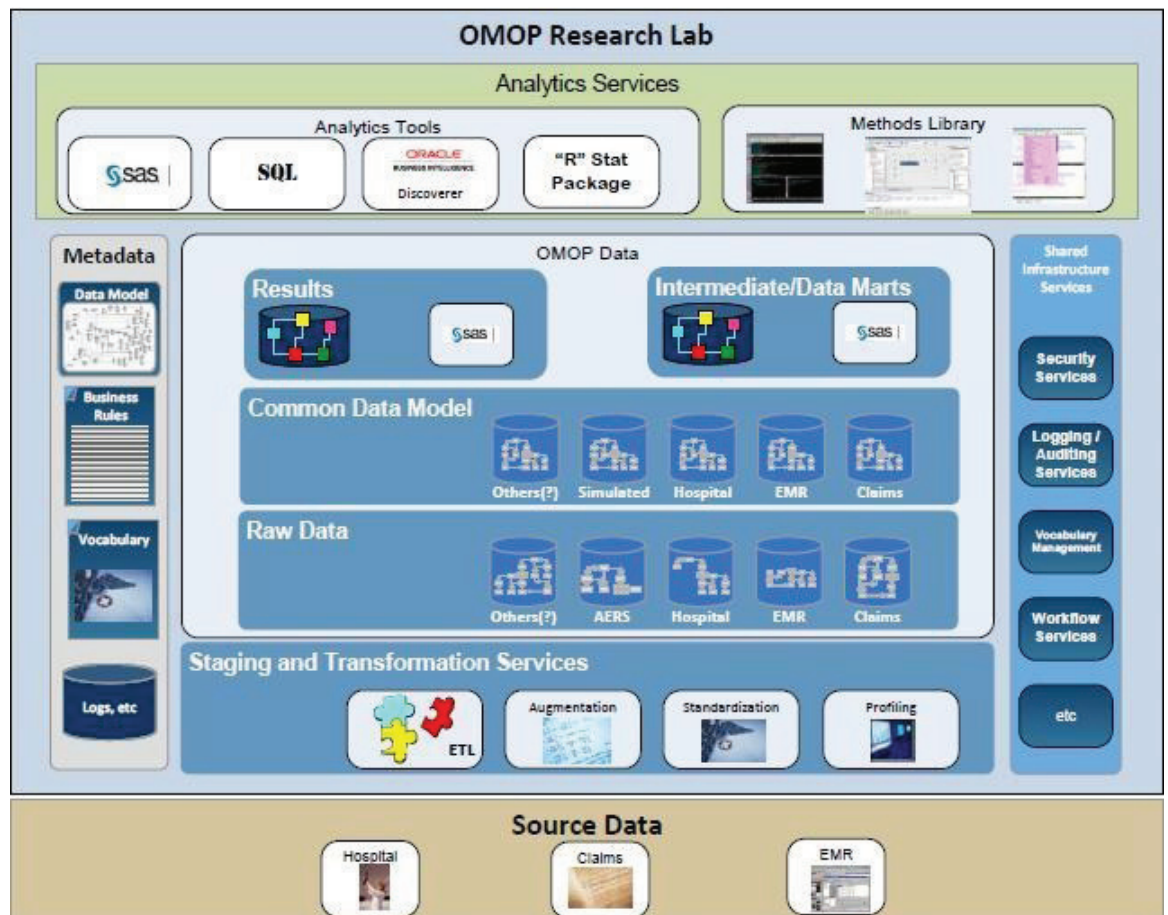 OMOP Research Lab
Analytics Services
Analytics Tools
sas
SQL
ORACLE
BUSINESS INTELLIGENCE
Discoverer
"R" Stat
Package
Methods Library
Metadata
Data Model
Business
Rules
Vocabulary
Logs, etc
OMOP Data
Results
sas
Intermediate/Data Marts
sas
Common Data Model
Others(?)
Simulated
Hospital
EMR
Claims
Raw Data
Others(?)
AERS
Hospital
EMR
Claims
Staging and Transformation Services
ETL
Augmentation
Standardization
Profiling
Shared
Infrastructure
Services
Security
Services
Logging /
Auditing
Services
Vocabulary
Management
Workflow
Services
etc
Source Data
Hospital
Claims
EMR